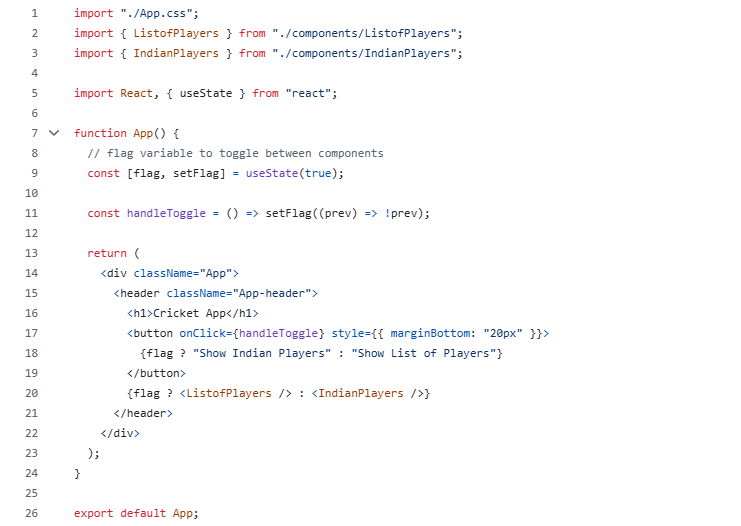 1 import "./App.css";
2 import { ListofPlayers } from "./components/ListofPlayers";
3 import { IndianPlayers } from "./components/IndianPlayers";
4
5 import React, { useState } from "react";
6
7 function App() {
8 // flag variable to toggle between components
9 const [flag, setFlag] = useState(true);
10
11 const handleToggle = () => setFlag((prev) => !prev);
12
13 return (
14 <div className="App">
15 <header className="App-header">
16 <h1>Cricket App</h1>
17 <button onClick={handleToggle} style={{ marginBottom: "20px" }}>
18 {flag ? "Show Indian Players" : "Show List of Players"}
19 </button>
20 {flag ? <ListofPlayers /> : <IndianPlayers />}
21 </header>
22 </div>
23 );
24 }
25
26 export default App;